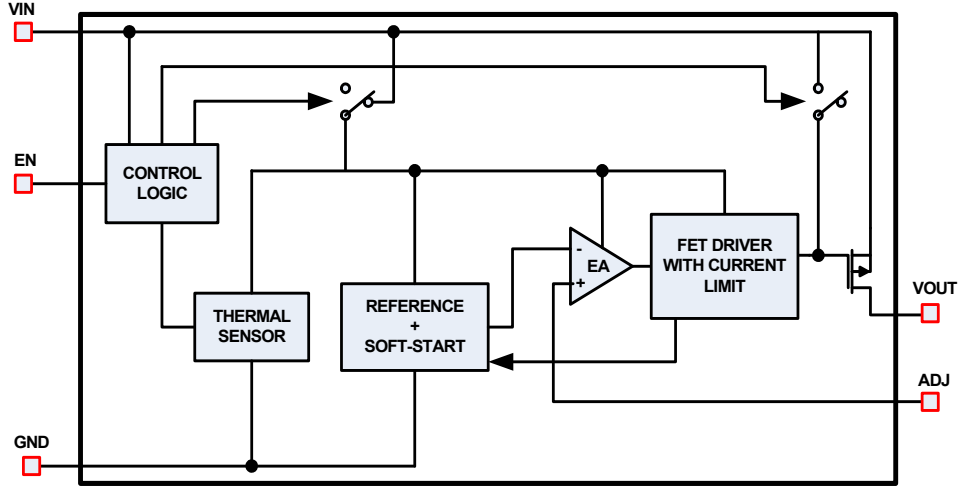 VIN
EN
CONTROL
LOGIC
THERMAL
SENSOR
REFERENCE
+
SOFT-START
-
EA
+
FET DRIVER
WITH CURRENT
LIMIT
VOUT
ADJ
GND